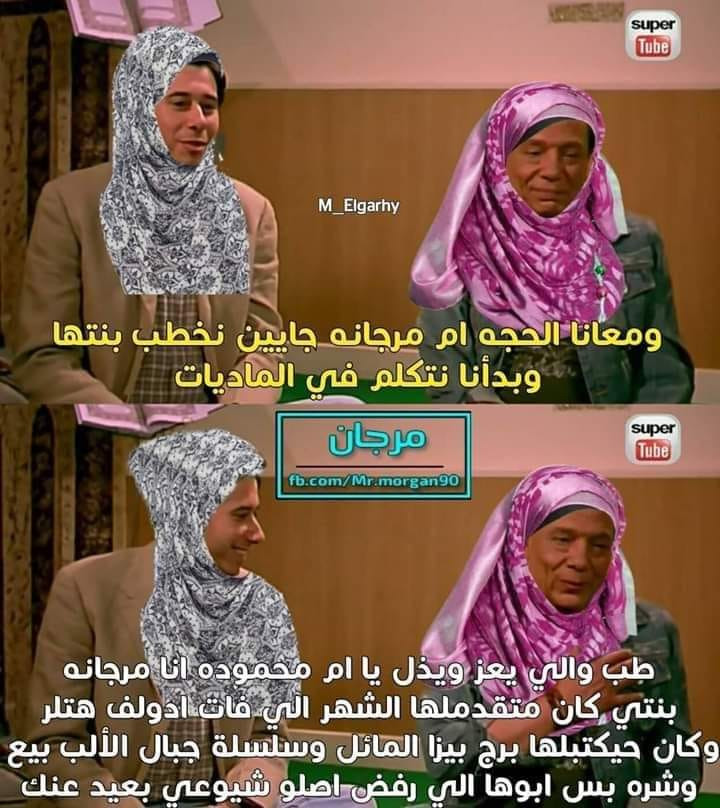 super
Tube
M_Elgarhy
ومعانا الحجه ام مرجانه جايين نخطب بنتها
وبدأنا نتكلم في الماديات
super
Tube
مرجان
fb.com/Mr.morgan90
طب والي يعز ويذل يا ام محموده انا مرجانه
بنتي كان متقدملها الشهر الي فات ادولف هتلر
وكان حيكتبلها برج بيزا المائل وسلسلة جبال الألب بيع
وشره بس ابوها الي رفض اصلو شيوعي بعيد عنك